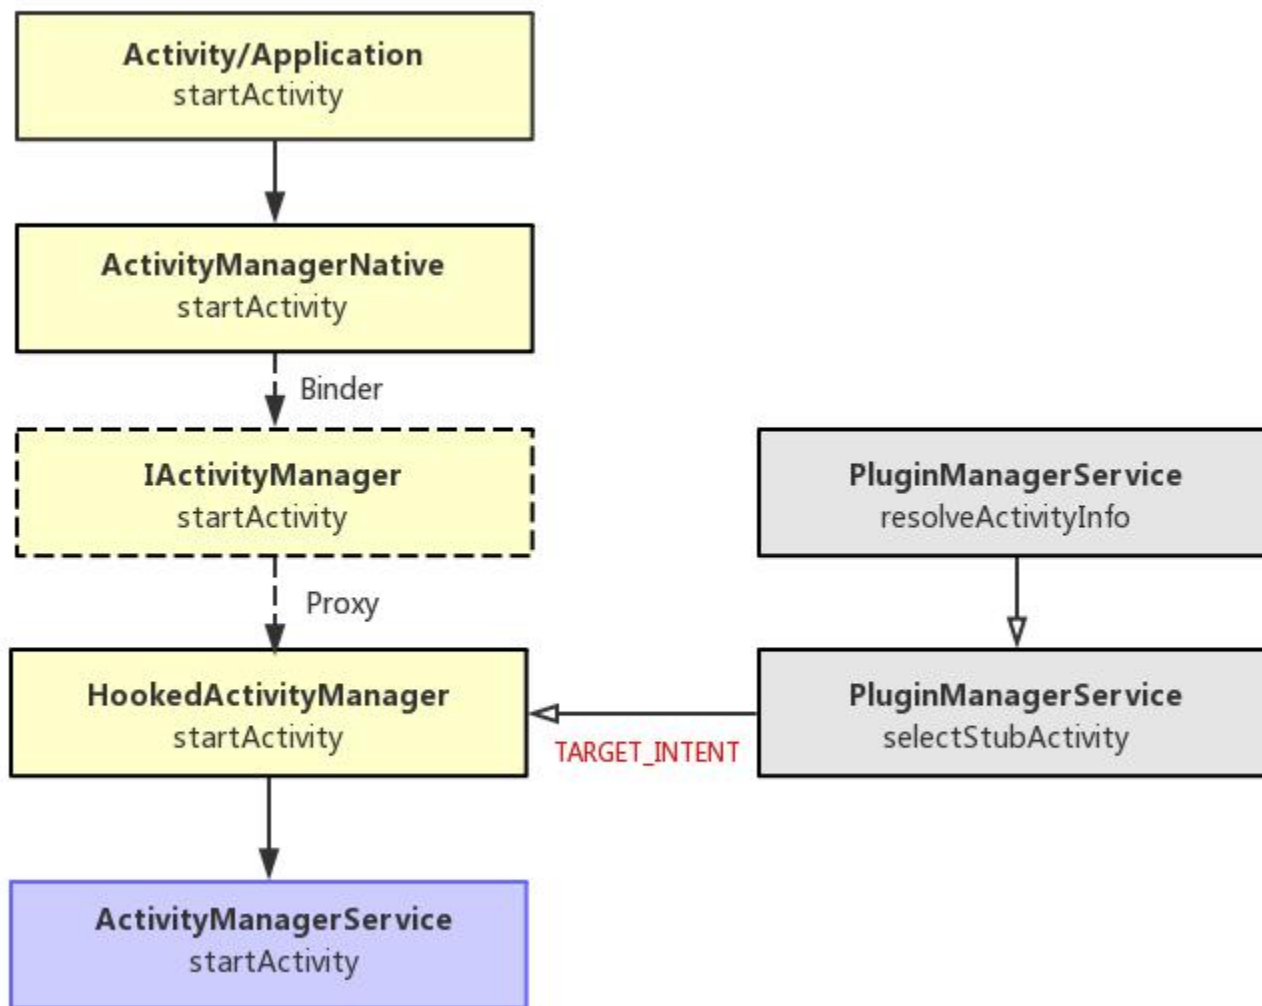 Activity/Application
startActivity
ActivityManagerNative
startActivity
Binder
IActivityManager
startActivity
PluginManagerService
resolveActivityInfo
Proxy
HookedActivityManager
startActivity
TARGET_INTENT
PluginManagerService
selectStubActivity
ActivityManagerService
startActivity